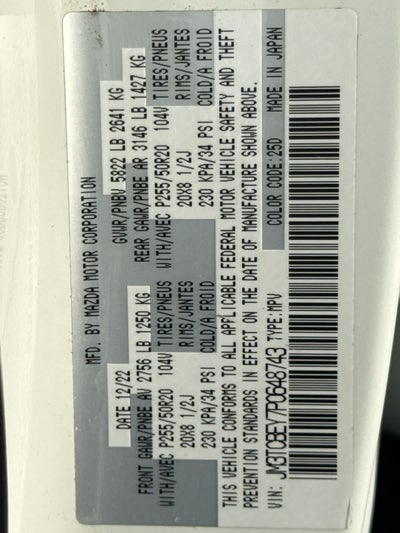 MFD. BY MAZDA MOTOR CORPORATION
DATE 12/22 GVWR/PNBV 5822 LB 2641 KG
FRONT GAWR/PNBE AV 2756 LB 1250 KG REAR GAWR/PNBE AR 3146 LB 1427 KG
WITH/AVEC P255/50R20 104V TIRES/PNEUS WITH/AVEC P255/50R20 104V TIRES/PNEUS
20X8 1/2J RIMS/JANTES 20X8 1/2J RIMS/JANTES
230 KPA/34 PSI COLD/A FROID 230 KPA/34 PSI COLD/A FROID
THIS VEHICLE CONFORMS TO ALL APPLICABLE FEDERAL MOTOR VEHICLE SAFETY AND THEFT
PREVENTION STANDARDS IN EFFECT ON THE DATE OF MANUFACTURE SHOWN ABOVE.
VIN: JM3TCBEY7P0648743 TYPE:MPV COLOR CODE:25D MADE IN JAPAN